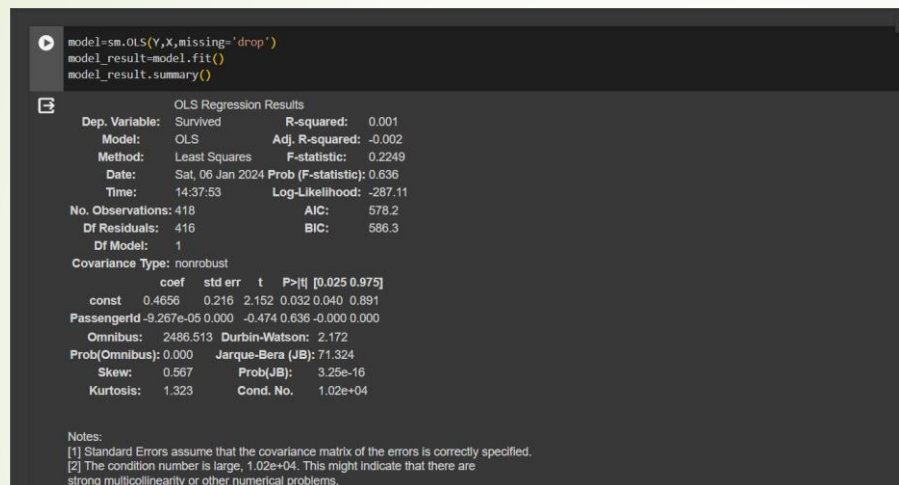 model=sm.OLS(Y,X,missing='drop')
model_result=model.fit()
model_result.summary()
OLS Regression Results
Dep. Variable: Survived R-squared: 0.001
Model: OLS Adj. R-squared: -0.002
Method: Least Squares F-statistic: 0.2249
Date: Sat, 06 Jan 2024 Prob (F-statistic): 0.636
Time: 14:37:53 Log-Likelihood: -287.11
No. Observations: 418 AIC: 578.2
Df Residuals: 416 BIC: 586.3
Df Model: 1
Covariance Type: nonrobust
coef std err t P>|t| [0.025 0.975]
const 0.4656 0.216 2.152 0.032 0.040 0.891
PassengerId -9.267e-05 0.000 -0.474 0.636 -0.000 0.000
Omnibus: 2486.513 Durbin-Watson: 2.172
Prob(Omnibus): 0.000 Jarque-Bera (JB): 71.324
Skew: 0.567 Prob(JB): 3.25e-16
Kurtosis: 1.323 Cond. No. 1.02e+04
Notes:
[1] Standard Errors assume that the covariance matrix of the errors is correctly specified.
[2] The condition number is large, 1.02e+04. This might indicate that there are
strong multicollinearity or other numerical problems.